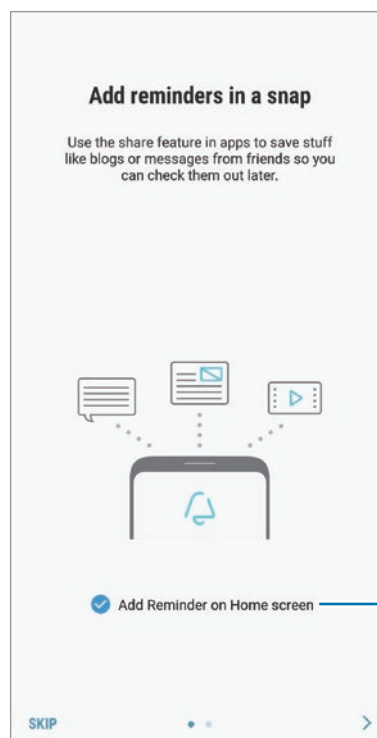 Add reminders in a snap
Use the share feature in apps to save stuff
like blogs or messages from friends so you
can check them out later.
Add Reminder on Home screen
SKIP